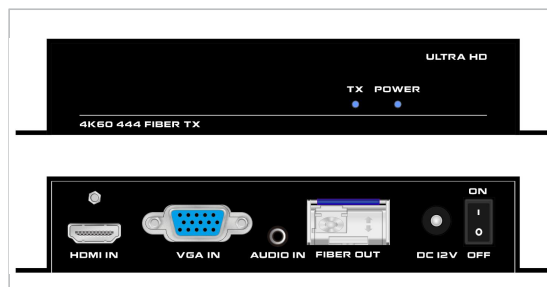 ULTRA HD
TX POWER
4K60 444 FIBER TX
ON
I
O
HDMI IN VGA IN AUDIO IN FIBER OUT DC 12V OFF